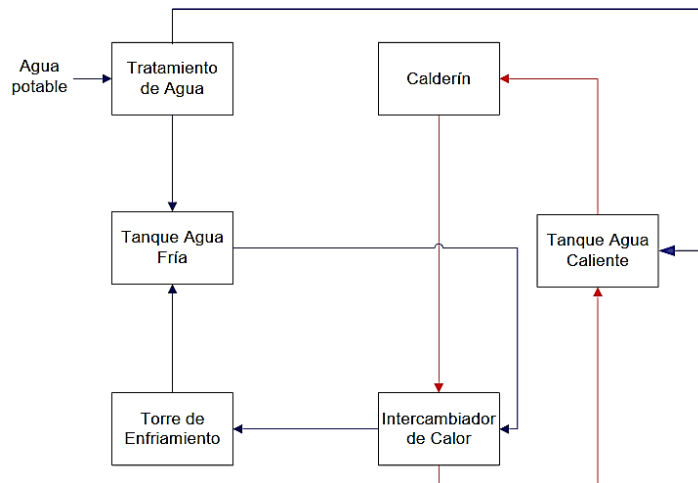 Agua
potable
Tratamiento
de Agua
Calderín
Tanque Agua
Fría
Tanque Agua
Caliente
Torre de
Enfriamiento
Intercambiador
de Calor